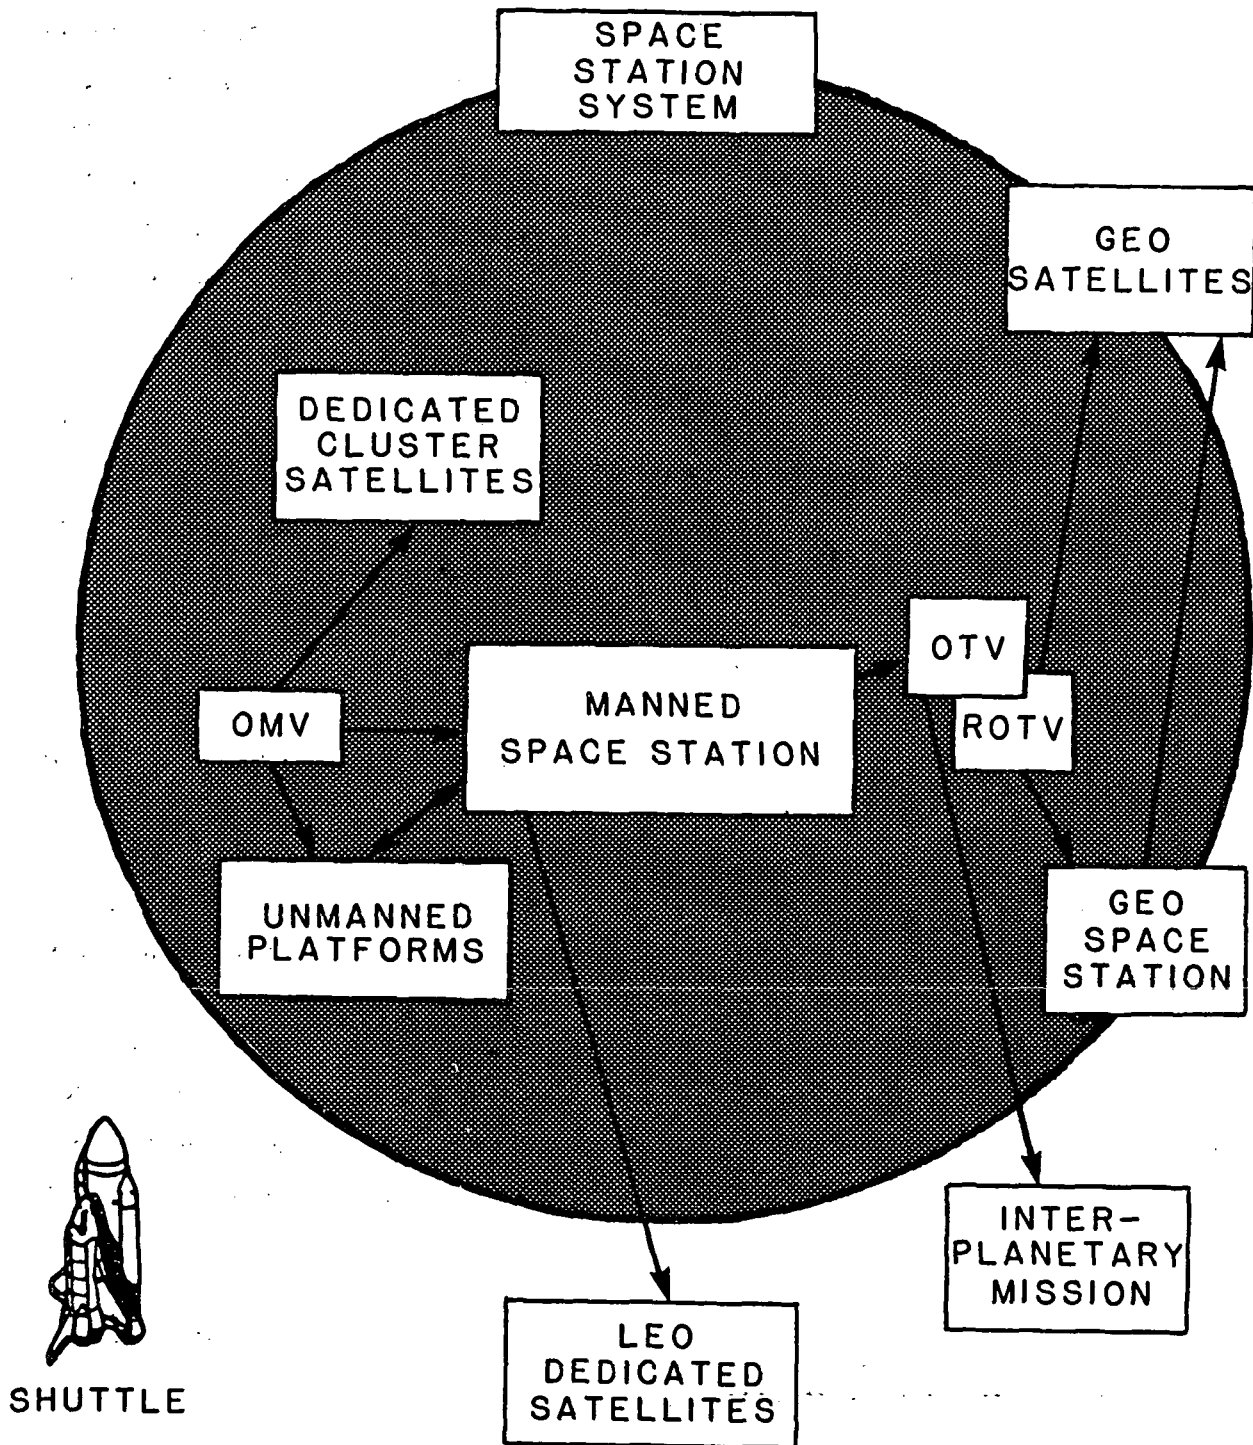 SPACE
STATION
SYSTEM
GEO
SATELLITES
DEDICATED
CLUSTER
SATELLITES
OTV
OMV
MANNED
SPACE STATION
ROTV
UNMANNED
PLATFORMS
GEO
SPACE
STATION
INTER-
PLANETARY
MISSION
LEO
DEDICATED
SATELLITES
SHUTTLE